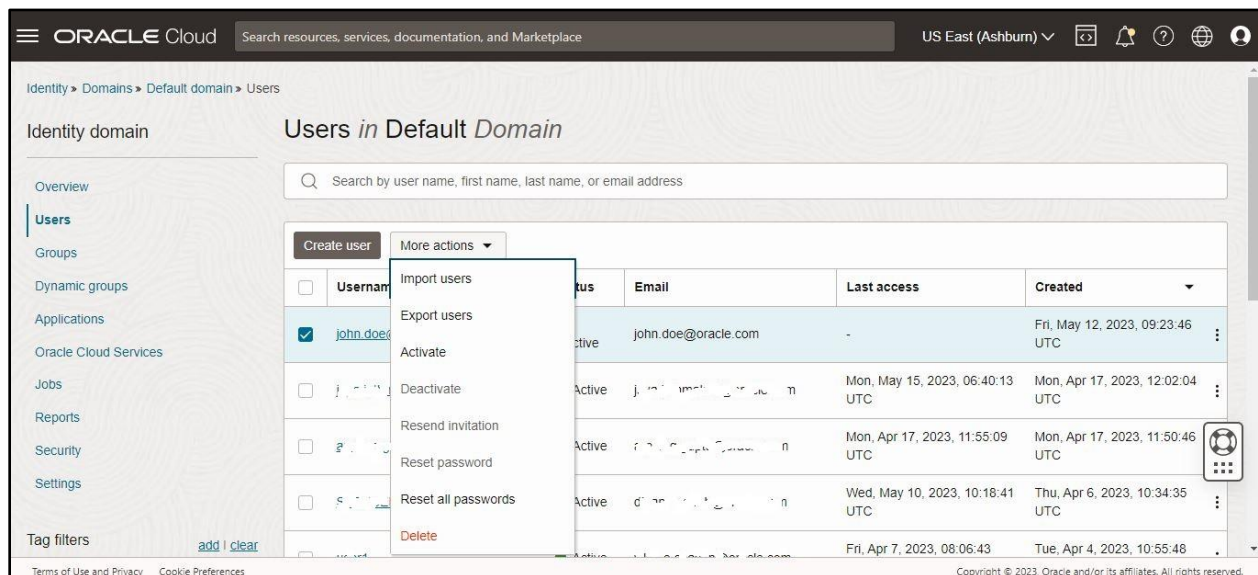 ORACLE Cloud
Search resources, services, documentation, and Marketplace
US East (Ashburn)
Identity » Domains » Default domain » Users
Identity domain
Overview
Users
Groups
Dynamic groups
Applications
Oracle Cloud Services
Jobs
Reports
Security
Settings
Tag filters
add | clear
Users in Default Domain
Search by user name, first name, last name, or email address
Create user
More actions
Import users
Export users
Activate
Deactivate
Resend invitation
Reset password
Reset all passwords
Delete
Usernam tus Email Last access Created
john.doe@ ctive john.doe@oracle.com - Fri, May 12, 2023, 09:23:46
UTC
Active Mon, May 15, 2023, 06:40:13 Mon, Apr 17, 2023, 12:02:04
UTC UTC
Active Mon, Apr 17, 2023, 11:55:09 Mon, Apr 17, 2023, 11:50:46
UTC UTC
Active Wed, May 10, 2023, 10:18:41 Thu, Apr 6, 2023, 10:34:35
UTC UTC
Active Fri, Apr 7, 2023, 08:06:43 Tue, Apr 4, 2023, 10:55:48
Terms of Use and Privacy Cookie Preferences
Copyright © 2023, Oracle and/or its affiliates. All rights reserved.